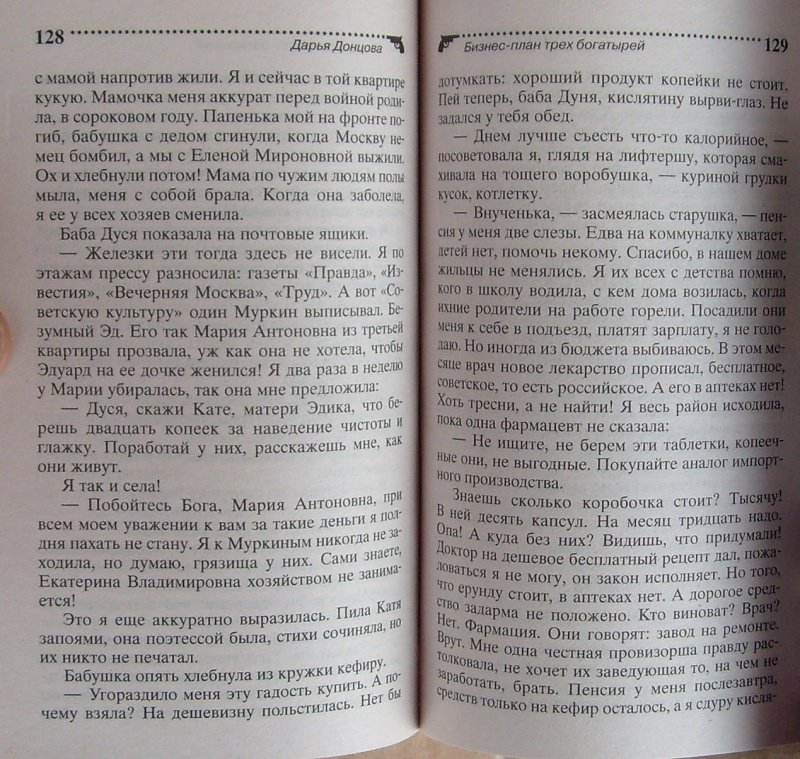 128
Дарья Донцова
с мамой напротив жили. Я и сейчас в той квартире
кукую. Мамочка меня аккурат перед войной роди-
ла, в сороковом году. Папенька мой на фронте по-
гиб, бабушка с дедом сгинули, когда Москву не-
мец бомбил, а мы с Еленой Мироновной выжили.
Ох и хлебнули потом! Мама по чужим людям полы
мыла, меня с собой брала. Когда она заболела,
я ее у всех хозяев сменила.
Баба Дуся показала на почтовые ящики.
— Железки эти тогда здесь не висели. Я по
этажам прессу разносила: газеты «Правда», «Из-
вестия», «Вечерняя Москва», «Труд». А вот «Со-
ветскую культуру» один Муркин выписывал. Бе-
зумный Эд. Его так Мария Антоновна из третьей
квартиры прозвала, уж как она не хотела, чтобы
Эдуард на ее дочке женился! Я два раза в неделю
у Марии убиралась, так она мне предложила:
— Дуся, скажи Кате, матери Эдика, что бе-
решь двадцать копеек за наведение чистоты и
глажку. Поработай у них, расскажешь мне, как
они живут.
Я так и села!
— Побойтесь Бога, Мария Антоновна, при
всем моем уважении к вам за такие деньги я пол-
дня пахать не стану. Я к Муркиным никогда не за-
ходила, но думаю, грязища у них. Сами знаете,
Екатерина Владимировна хозяйством не занима-
ется!
Это я еще аккуратно выразилась. Пила Катя
запоями, она поэтессой была, стихи сочиняла, но
их никто не печатал.
Бабушка опять хлебнула из кружки кефиру.
— Угораздило меня эту гадость купить. А по-
чему взяла? На дешевизну польстилась. Нет бы
Бизнес-план трех богатырей
129
дотумкать: хороший продукт копейки не стоит.
Пей теперь, баба Дуня, кислятину вырви-глаз. Не
задался у тебя обед.
— Днем лучше съесть что-то калорийное, —
посоветовала я, глядя на лифтершу, которая сма-
хивала на тощего воробушка, — куриной грудки
кусок, котлетку.
— Внученька, — засмеялась старушка, — пен-
сия у меня две слезы. Едва на коммуналку хватает,
детей нет, помочь некому. Спасибо, в нашем доме
жильцы не менялись. Я их всех с детства помню,
кого в школу водила, с кем дома возилась, когда
ихние родители на работе горели. Посадили они
меня к себе в подъезд, платят зарплату, я не голо-
даю. Но иногда из бюджета выбиваюсь. В этом ме-
сяце врач новое лекарство прописал, бесплатное,
советское, то есть российское. А его в аптеках нет!
Хоть тресни, а не найти! Я весь район исходила,
пока одна фармацевт не сказала:
— Не ищите, не берем эти таблетки, копееч-
ные они, не выгодные. Покупайте аналог импорт-
ного производства.
Знаешь сколько коробочка стоит? Тысячу!
В ней десять капсул. На месяц тридцать надо.
Опа! А куда без них? Видишь, что придумали!
Доктор на дешевое бесплатный рецепт дал, пожа-
ловаться я не могу, он закон исполняет. Но того,
что ерунду стоит, в аптеках нет. А дорогое сред-
ство задарма не положено. Кто виноват? Врач?
Нет. Фармация. Они говорят: завод на ремонте.
Врут. Мне одна честная провизорша правду рас-
толковала, не хочет их заведующая то, на чем не
заработать, брать. Пенсия у меня послезавтра,
средств только на кефир осталось, а я сдуру кисля-